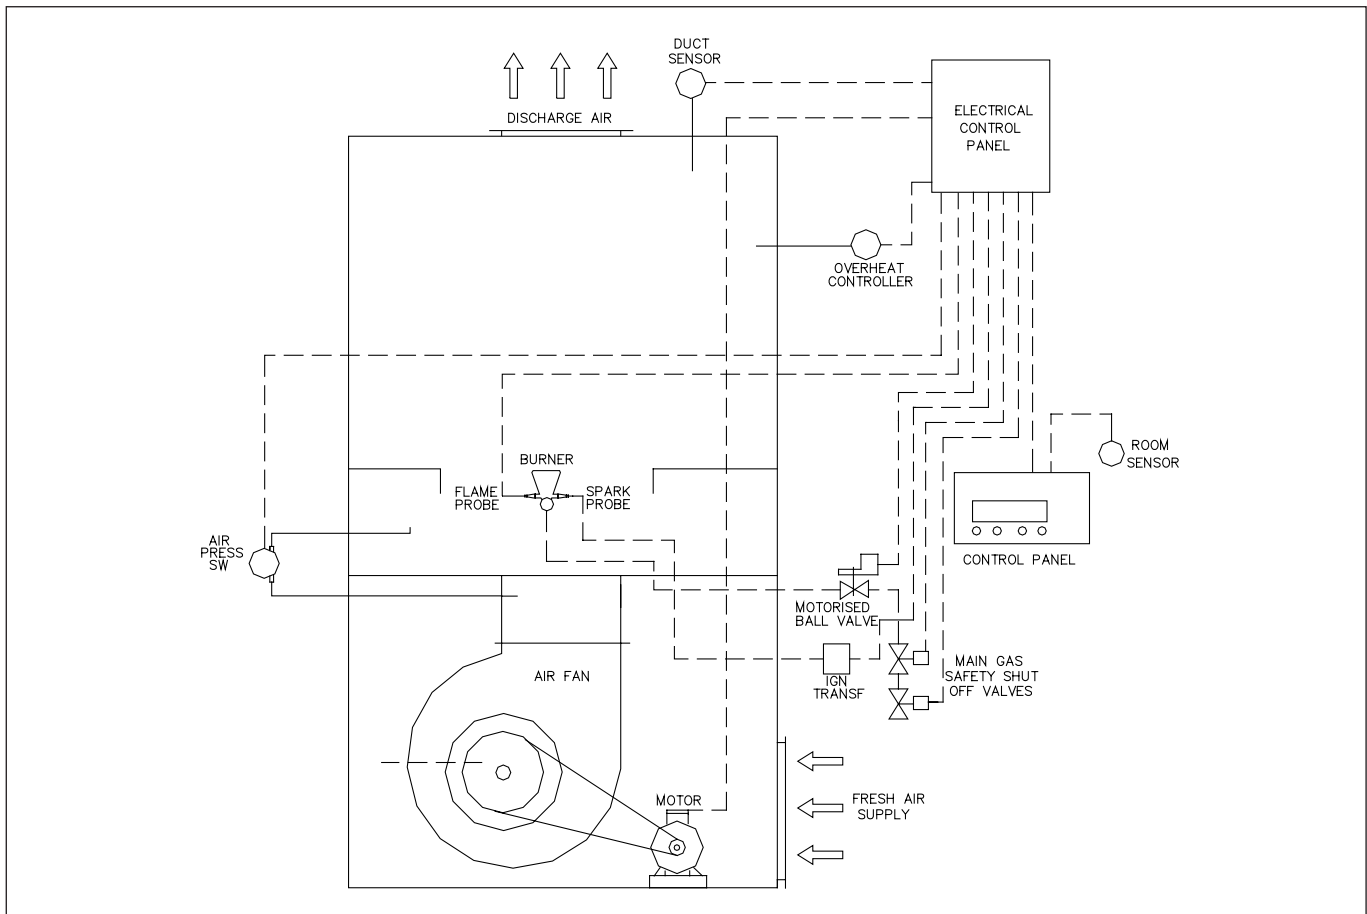 DUCT
SENSOR
DISCHARGE AIR
ELECTRICAL
CONTROL
PANEL
OVERHEAT
CONTROLLER
BURNER
FLAME
PROBE
SPARK
PROBE
ROOM
SENSOR
AIR
PRESS
SW
CONTROL PANEL
MOTORISED
BALL VALVE
AIR FAN
IGN
TRANSF
MAIN GAS
SAFETY SHUT
OFF VALVES
MOTOR
FRESH AIR
SUPPLY